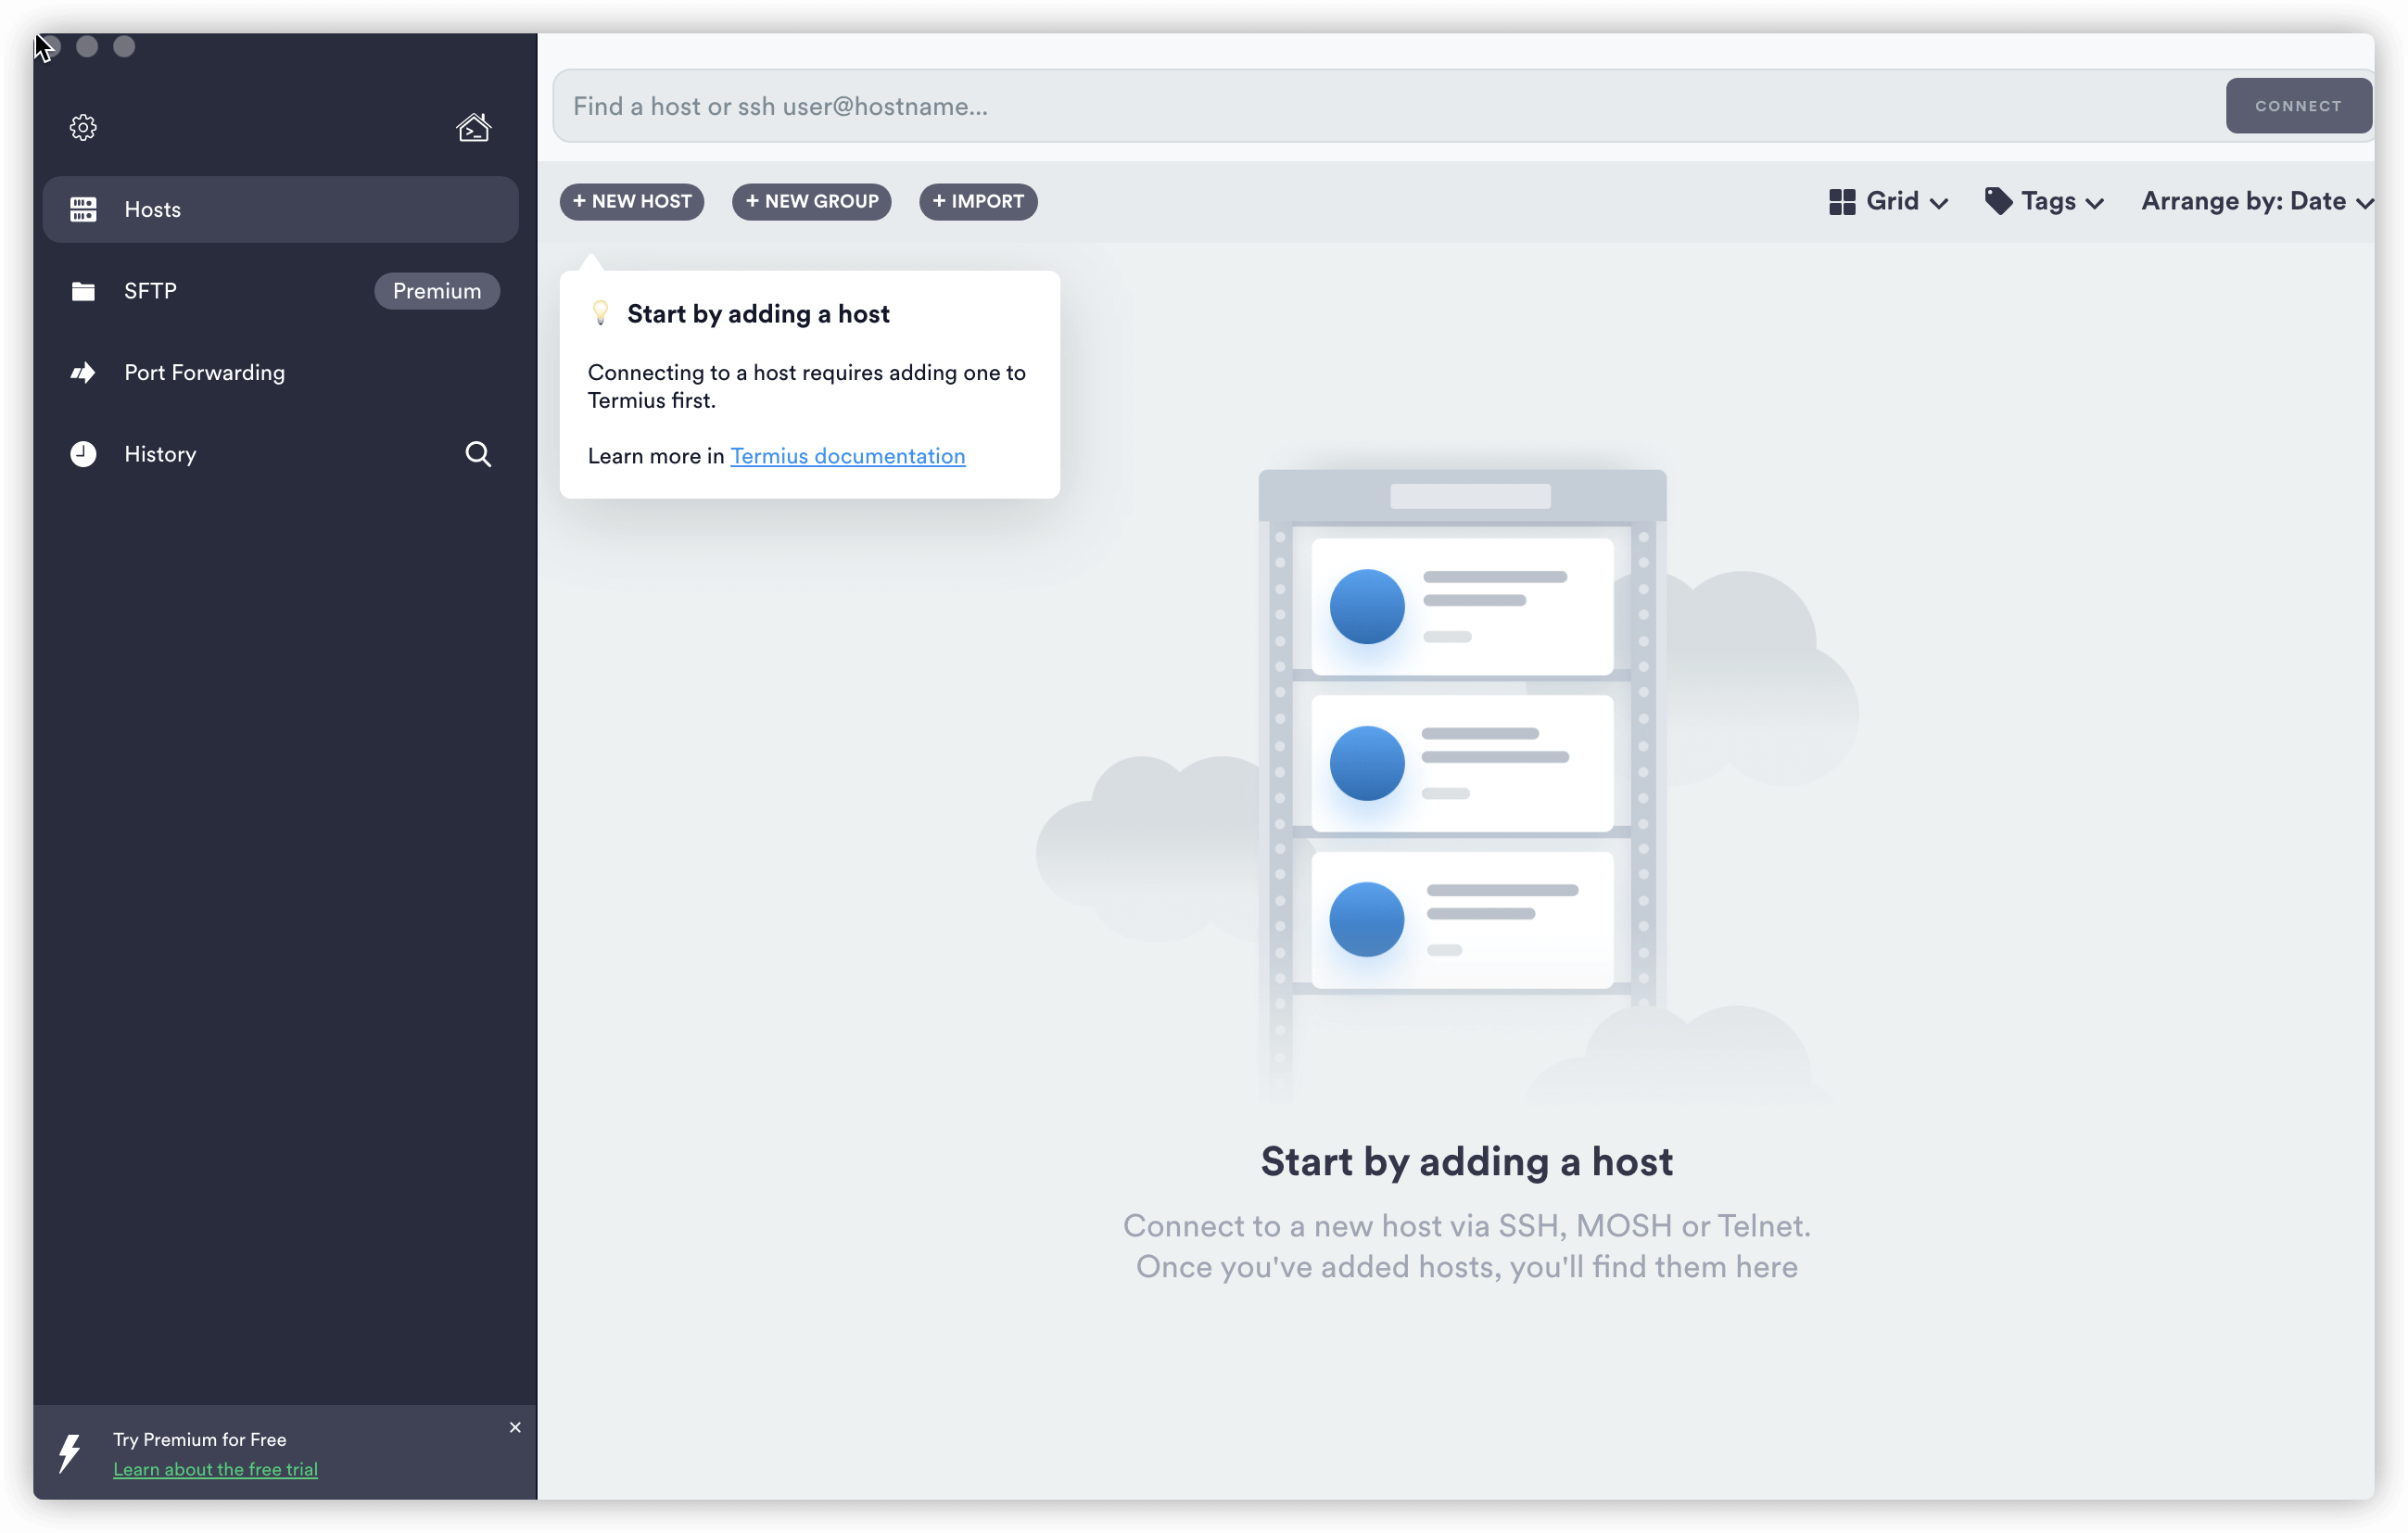 Find a host or ssh user@hostname...
CONNECT
Hosts
+ NEW HOST
+ NEW GROUP
+ IMPORT
Grid
Tags
Arrange by: Date
SFTP
Premium
Port Forwarding
History
Start by adding a host
Connecting to a host requires adding one to
Termius first.
Learn more in Termius documentation
Start by adding a host
Connect to a new host via SSH, MOSH or Telnet.
Once you've added hosts, you'll find them here
Try Premium for Free
Learn about the free trial